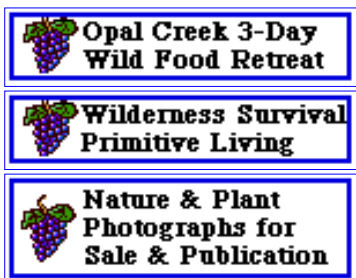 Opal Creek 3-Day
Wild Food Retreat
Wilderness Survival
Primitive Living
Nature & Plant
Photographs for
Sale & Publication